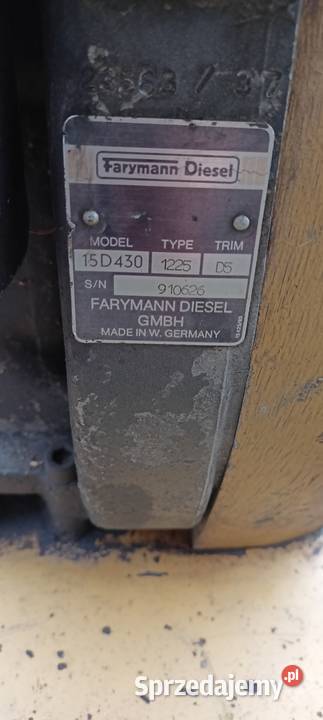 Farymann Diesel
MODEL TYPE TRIM
15D430 1225 D5
S/N 910626
FARYMANN DIESEL
GMBH
MADE IN W. GERMANY
Sprzedajemy.pl